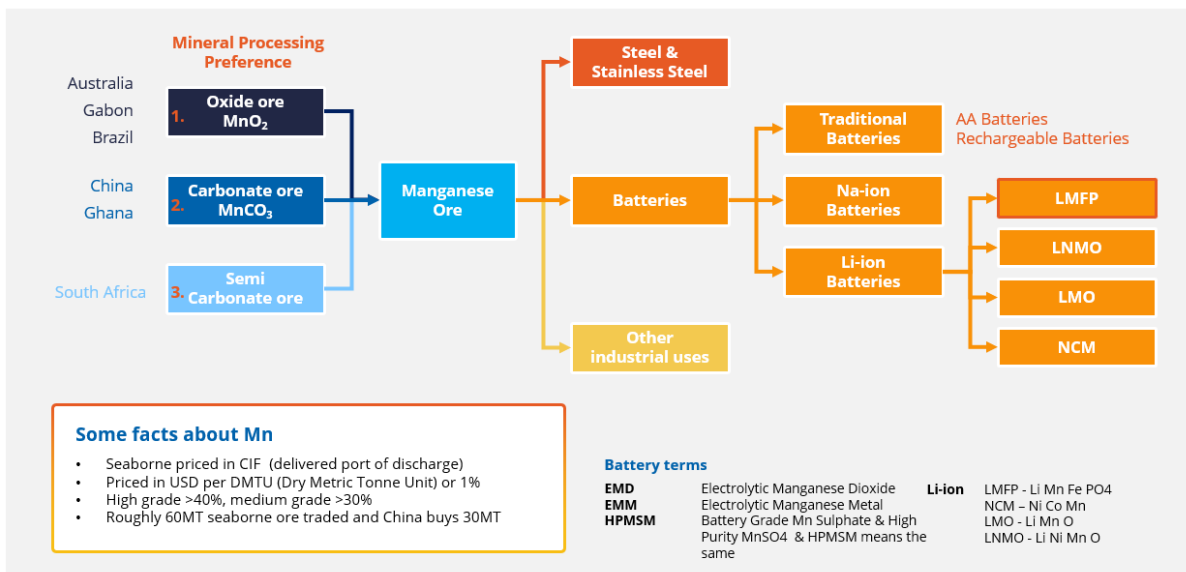 Mineral Processing
Preference
Australia
Gabon
Brazil
1.
Oxide ore
MnO₂
China
Ghana
2.
Carbonate ore
MnCO₃
South Africa
3.
Semi
Carbonate ore
Manganese
Ore
Steel &
Stainless Steel
Batteries
Other
industrial uses
Traditional
Batteries
AA Batteries
Rechargeable Batteries
Na-ion
Batteries
Li-ion
Batteries
LMFP
LNMO
LMO
NCM
Some facts about Mn
• Seaborne priced in CIF (delivered port of discharge)
• Priced in USD per DMTU (Dry Metric Tonne Unit) or 1%
• High grade >40%, medium grade >30%
• Roughly 60MT seaborne ore traded and China buys 30MT
Battery terms
EMD Electrolytic Manganese Dioxide
EMM Electrolytic Manganese Metal
HPMSM Battery Grade Mn Sulphate & High
Purity MnSO4 & HPMSM means the
same
Li-ion LMFP - Li Mn Fe PO4
NCM – Ni Co Mn
LMO - Li Mn O
LNMO - Li Ni Mn O